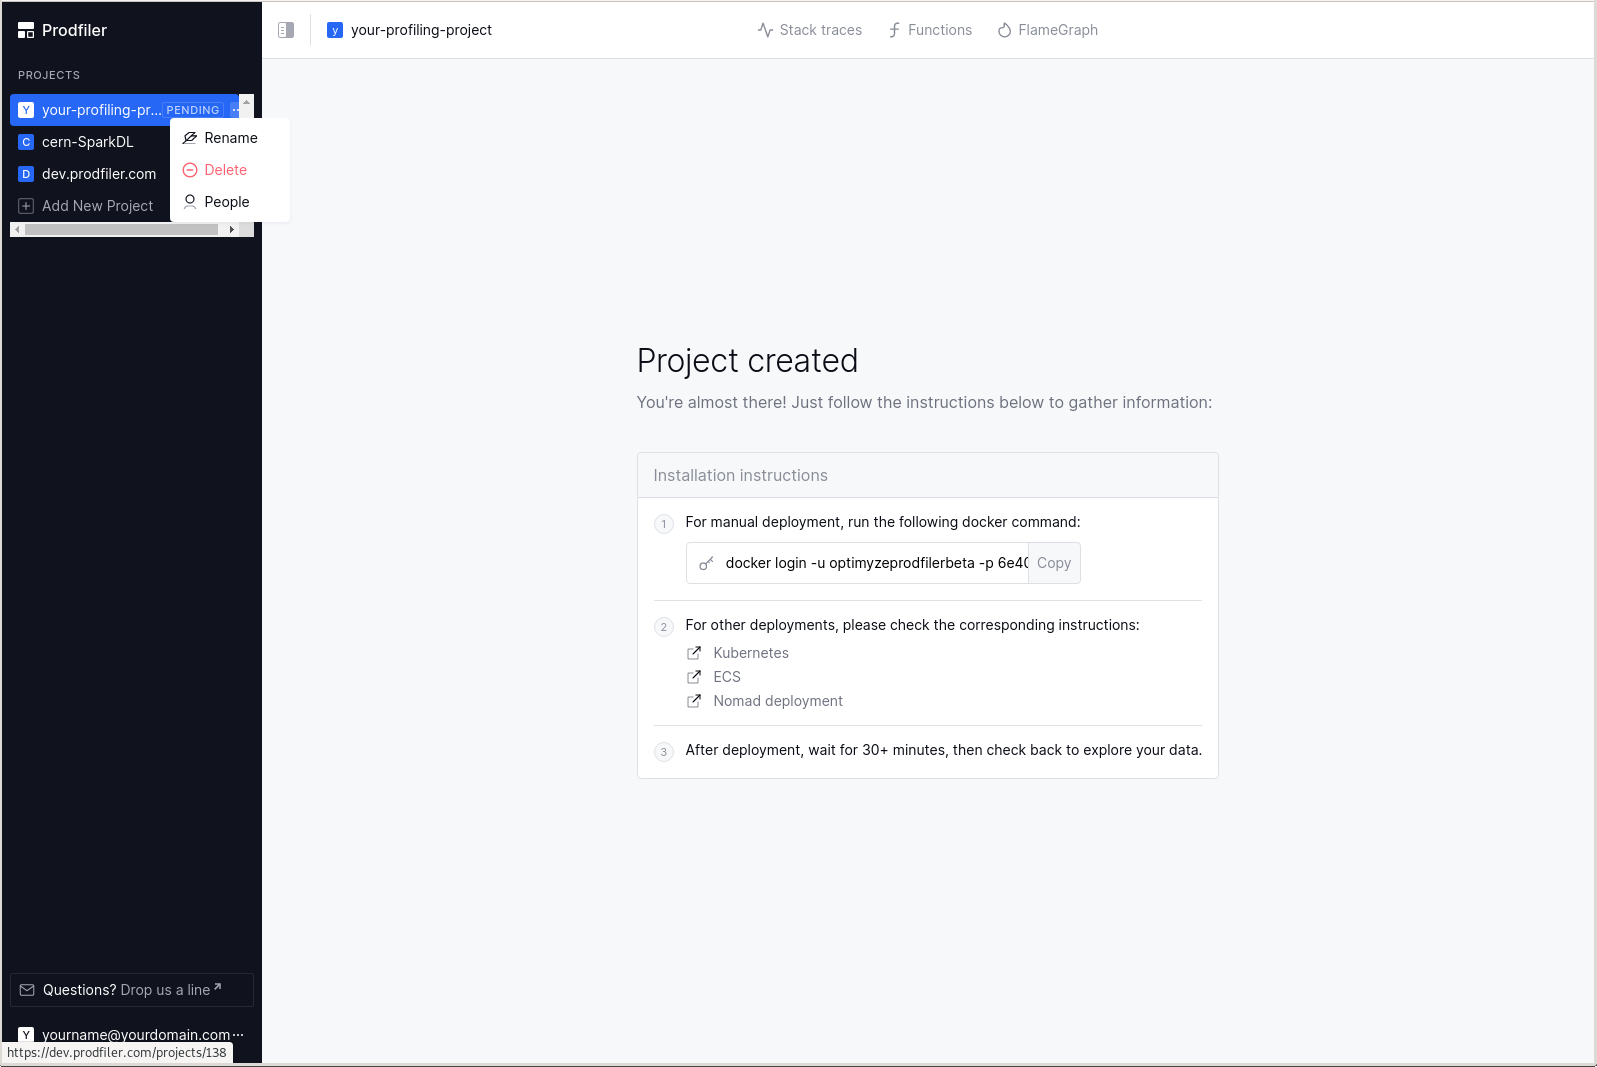 Prodfiler
PROJECTS
Y your-profiling-pr... PENDING ...
C cern-SparkDL
D dev.prodfiler.com
Add New Project
Rename
Delete
People
y your-profiling-project
Stack traces
Functions
FlameGraph
Project created
You're almost there! Just follow the instructions below to gather information:
Installation instructions
1 For manual deployment, run the following docker command:
docker login -u optimyzeprodfilerbeta -p 6e40 Copy
2 For other deployments, please check the corresponding instructions:
Kubernetes
ECS
Nomad deployment
3 After deployment, wait for 30+ minutes, then check back to explore your data.
Questions? Drop us a line
Y yourname@yourdomain.com ...
https://dev.prodfiler.com/projects/138